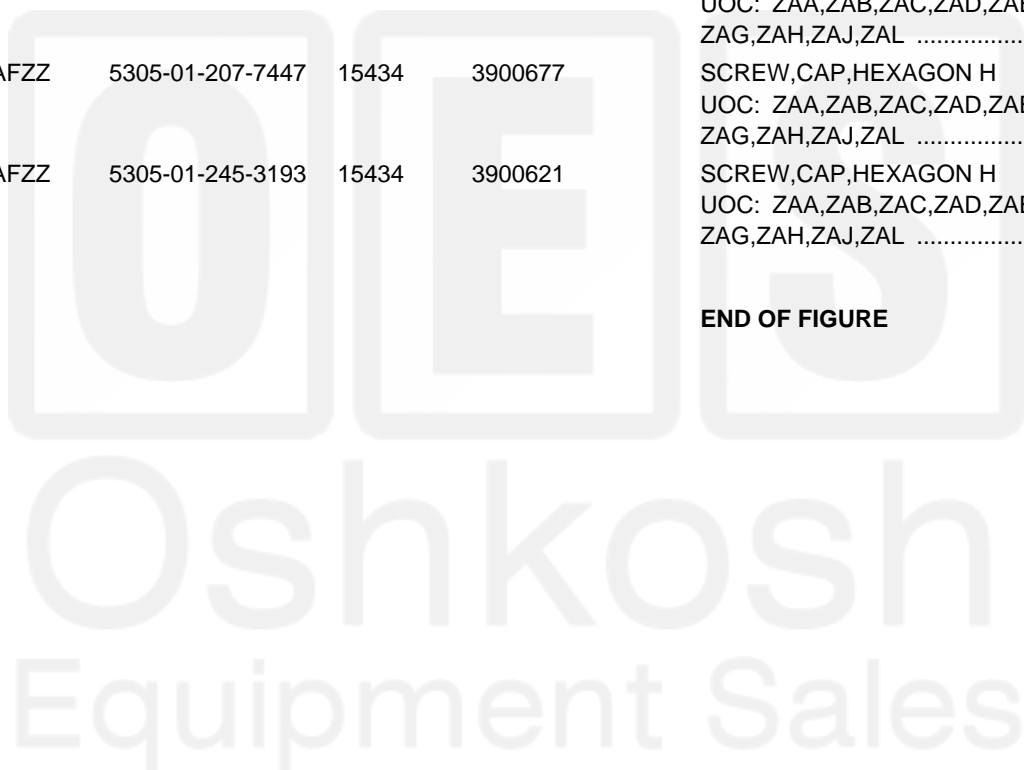 UOC: ZAA,ZAB,ZAC,ZAD,ZAE
ZAG,ZAH,ZAJ,ZAL ................
AFZZ 5305-01-207-7447 15434 3900677 SCREW,CAP,HEXAGON H
UOC: ZAA,ZAB,ZAC,ZAD,ZAE
ZAG,ZAH,ZAJ,ZAL ................
AFZZ 5305-01-245-3193 15434 3900621 SCREW,CAP,HEXAGON H
UOC: ZAA,ZAB,ZAC,ZAD,ZAE
ZAG,ZAH,ZAJ,ZAL ................
END OF FIGURE
OES
Oshkosh
Equipment Sales